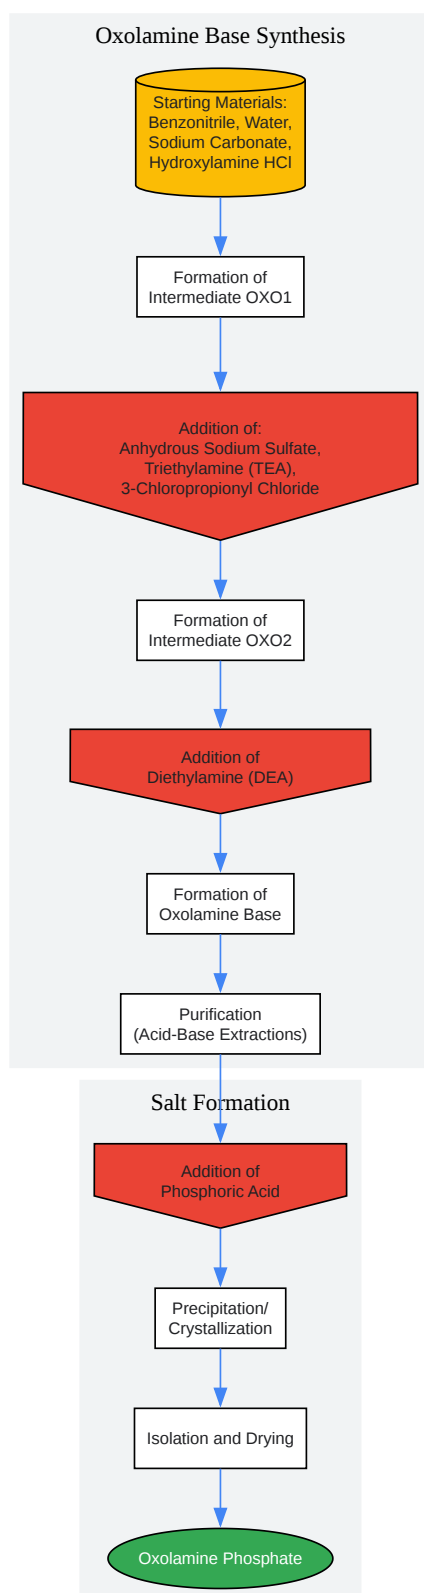 Oxolamine Base Synthesis
Starting Materials:
Benzonitrile, Water,
Sodium Carbonate,
Hydroxylamine HCl
Formation of
Intermediate OXO1
Addition of:
Anhydrous Sodium Sulfate,
Triethylamine (TEA),
3-Chloropropionyl Chloride
Formation of
Intermediate OXO2
Addition of
Diethylamine (DEA)
Formation of
Oxolamine Base
Purification
(Acid-Base Extractions)
Salt Formation
Addition of
Phosphoric Acid
Precipitation/
Crystallization
Isolation and Drying
Oxolamine Phosphate